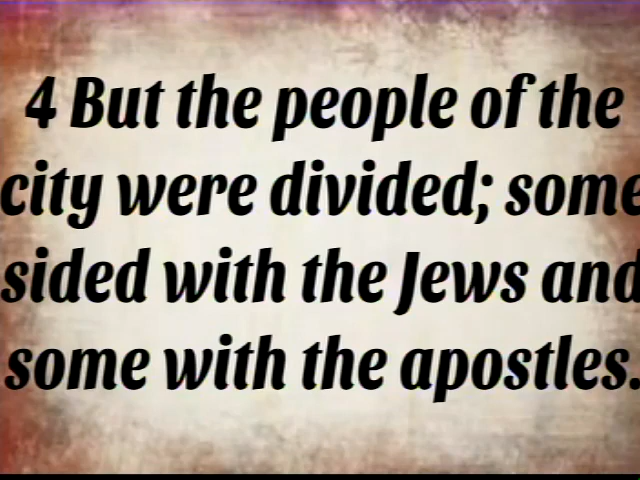 4 But the people of the
city were divided; some
sided with the Jews and
some with the apostles.